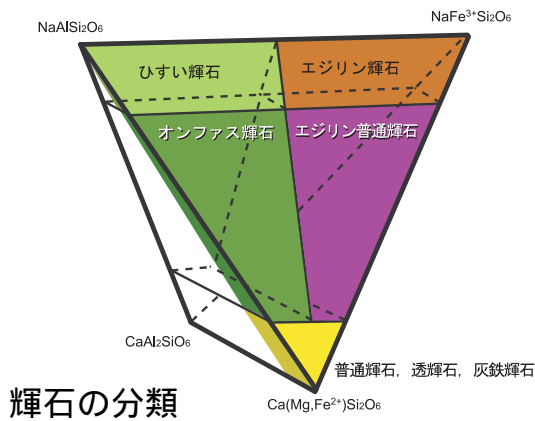 NaAlSi₂O₆
NaFe³⁺Si₂O₆
ひすい輝石
エジリン輝石
オンファス輝石
エジリン普通輝石
CaAl₂SiO₆
普通輝石, 透輝石, 灰鉄輝石
Ca(Mg,Fe²⁺)Si₂O₆
輝石の分類